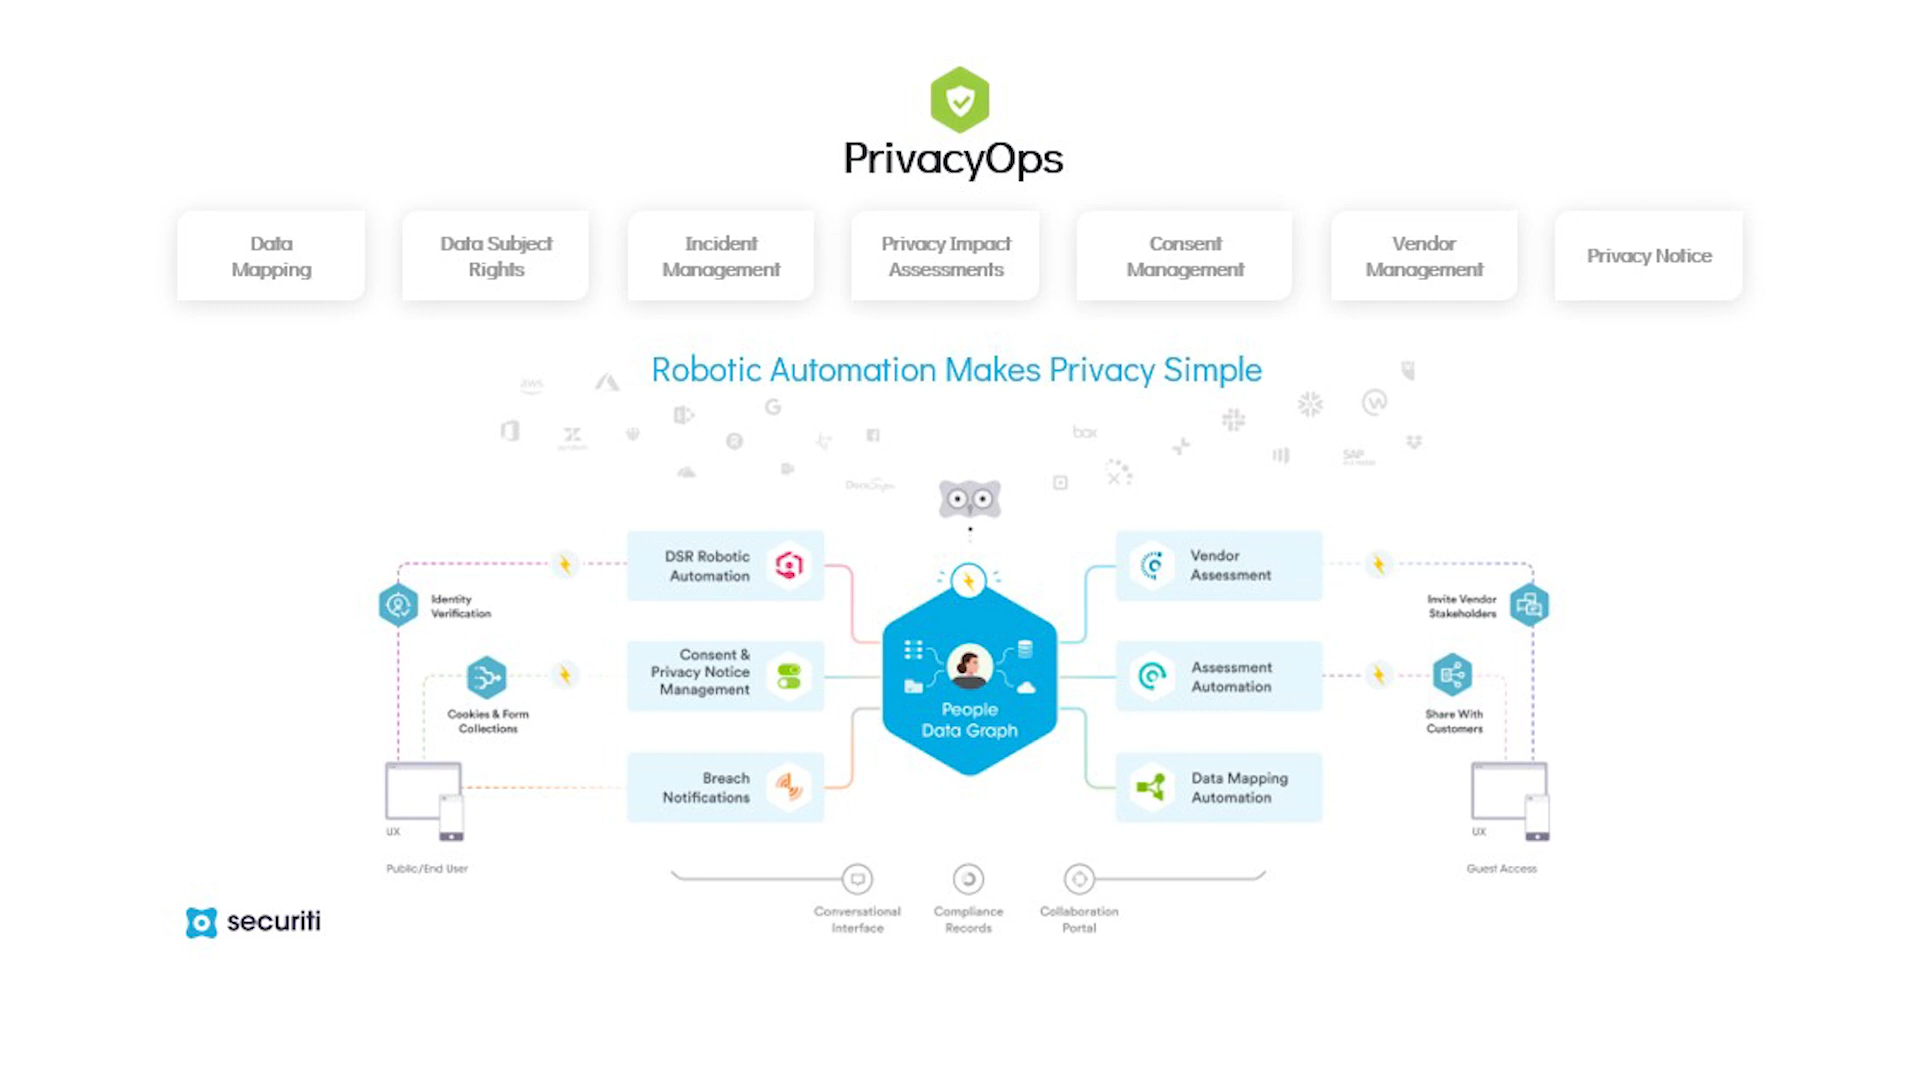 PrivacyOps
Data
Mapping
Data Subject
Rights
Incident
Management
Privacy Impact
Assessments
Consent
Management
Vendor
Management
Privacy Notice
Robotic Automation Makes Privacy Simple
aws
box
SAP
DSR Robotic
Automation
Identity
Verification
Consent &
Privacy Notice
Management
Cookies & Form
Collections
Breach
Notifications
UX
Public/End User
People
Data Graph
Vendor
Assessment
Invite Vendor
Stakeholders
Assessment
Automation
Share With
Customers
Data Mapping
Automation
UX
Guest Access
Conversational
Interface
Compliance
Records
Collaboration
Portal
securiti